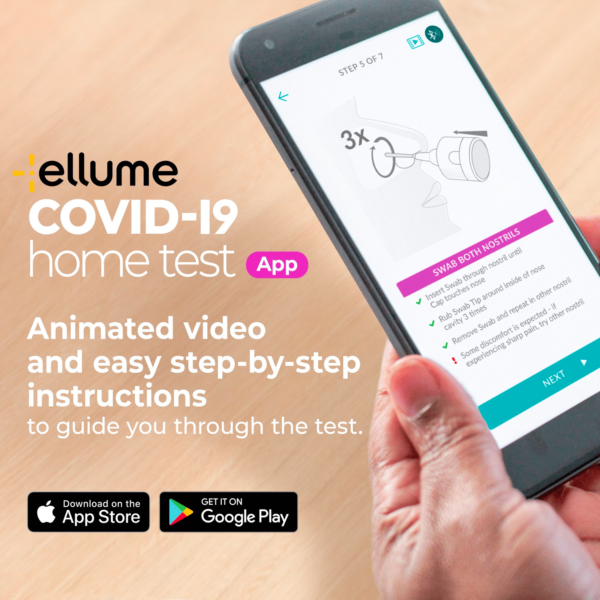 ellume
COVID-19
home test App
Animated video
and easy step-by-step
instructions
to guide you through the test.
Download on the
App Store
GET IT ON
Google Play
STEP 5 OF 7
3x
SWAB BOTH NOSTRILS
Insert Swab through nostril until
Cap touches nose
Rub Swab Tip around inside of nose
cavity 3 times
Remove Swab and repeat in other nostril
Some discomfort is expected - if
experiencing sharp pain, try other nostril
NEXT